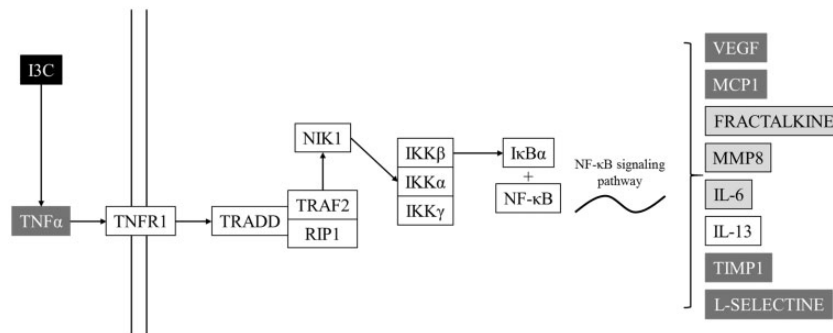 I3C
TNFα
TNFR1
TRADD
TRAF2
RIP1
NIK1
IKKβ
IKKα
IKKγ
IκBα
+
NF-κB
NF-κB signaling
pathway
VEGF
MCP1
FRACTALKINE
MMP8
IL-6
IL-13
TIMP1
L-SELECTINE